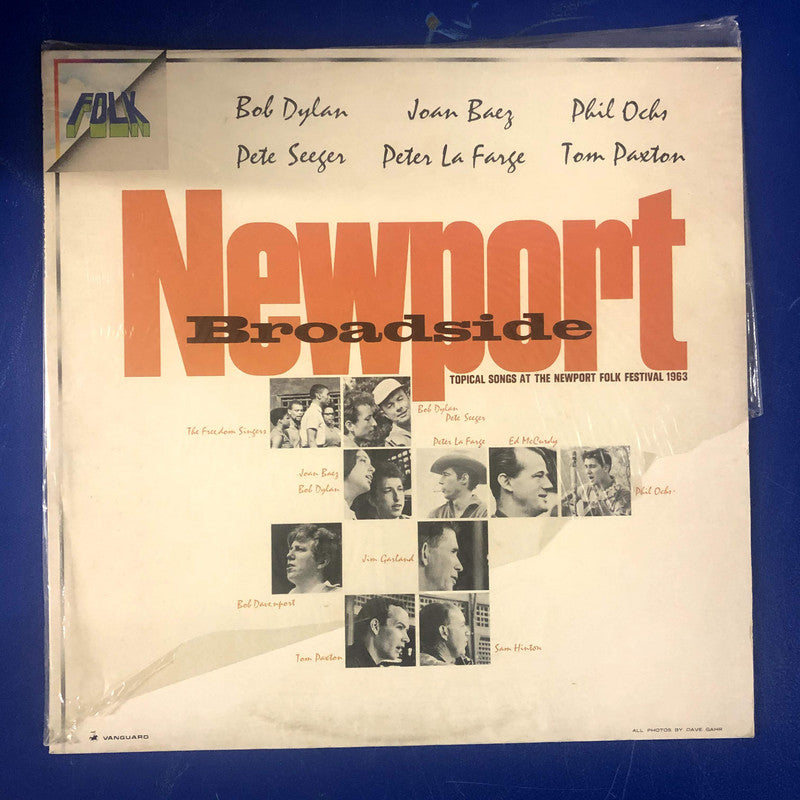 FOLK
Bob Dylan Joan Baez Phil Ochs
Pete Seeger Peter La Farge Tom Paxton
Newport
Broadside
TOPICAL SONGS AT THE NEWPORT FOLK FESTIVAL 1963
The Freedom Singers
Bob Dylan
Pete Seeger
Peter La Farge
Ed McCurdy
Joan Baez
Bob Dylan
Phil Ochs
Jim Garland
Bob Davenport
Tom Paxton
Sam Hinton
VANGUARD
ALL PHOTOS BY DAVE GAHR